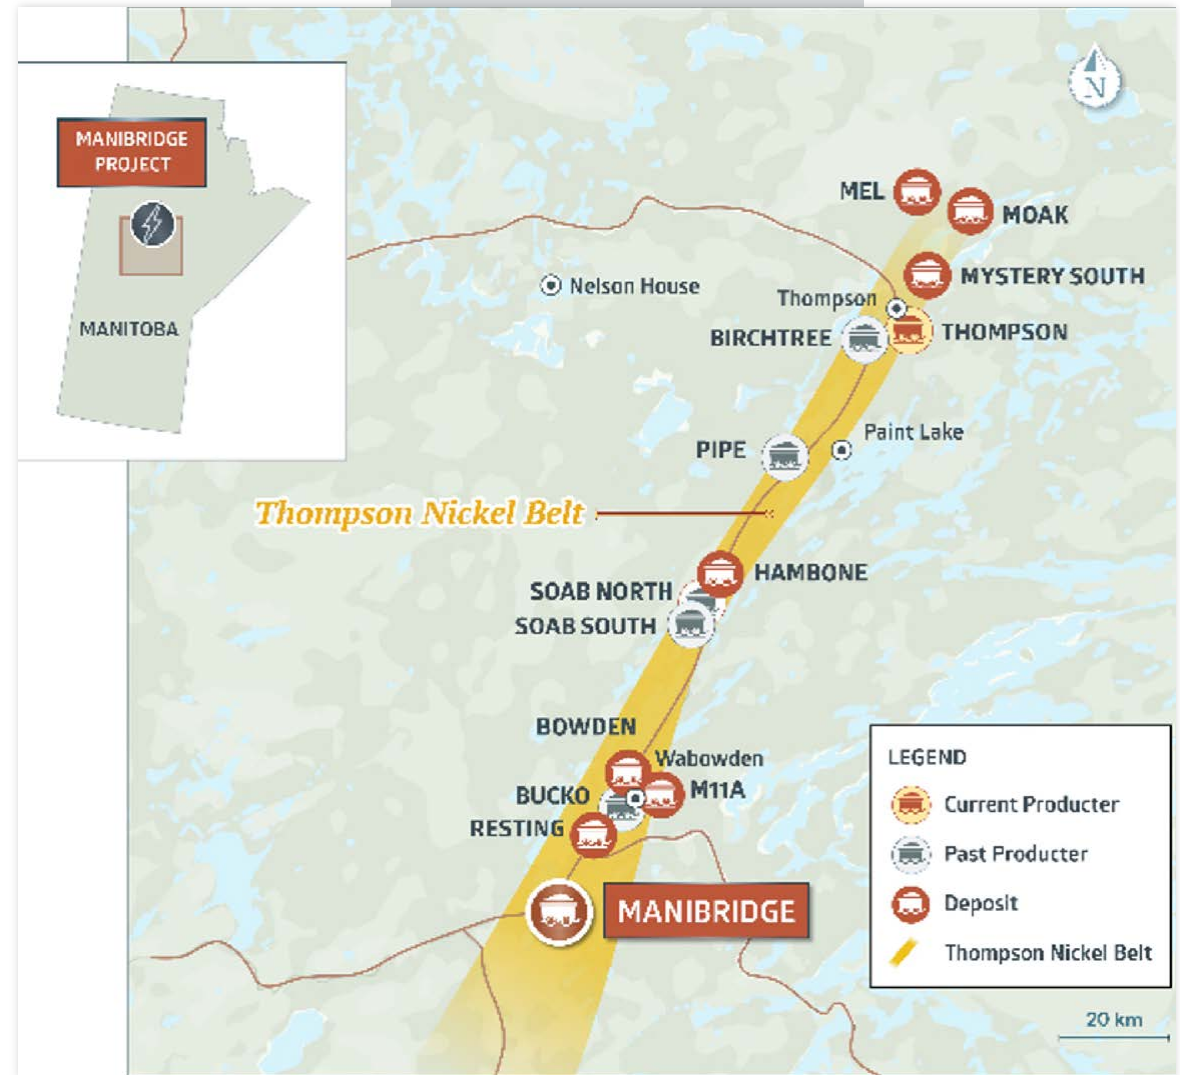 N
MANIBRIDGE
PROJECT
MANITOBA
MEL
MOAK
MYSTERY SOUTH
Nelson House
Thompson
BIRCHTREE
THOMPSON
PIPE
Paint Lake
Thompson Nickel Belt
HAMBONE
SOAB NORTH
SOAB SOUTH
BOWDEN
Wabowden
M11A
BUCKO
RESTING
MANIBRIDGE
LEGEND
Current Producter
Past Producter
Deposit
Thompson Nickel Belt
20 km